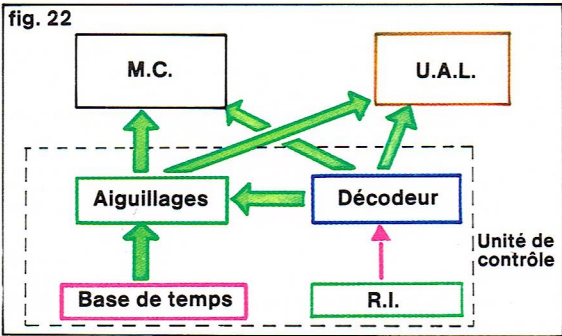 fig. 22
M.C.
U.A.L.
Aiguillages
Décodeur
Unité de
contrôle
Base de temps
R.I.